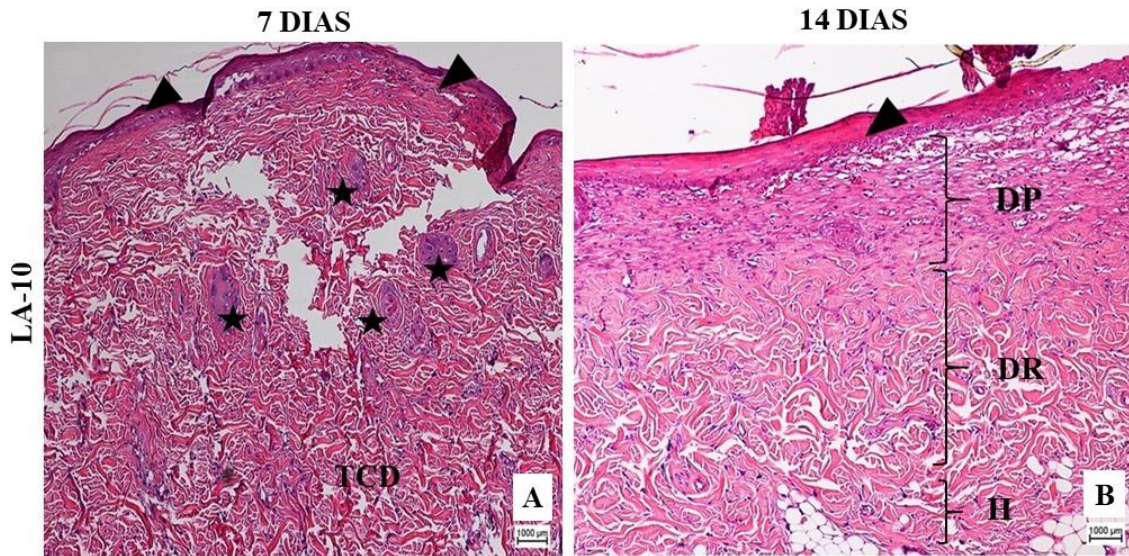 7 DIAS
14 DIAS
LA-10
DP
DR
TCD
H
A
B
1000 µm
1000 µm